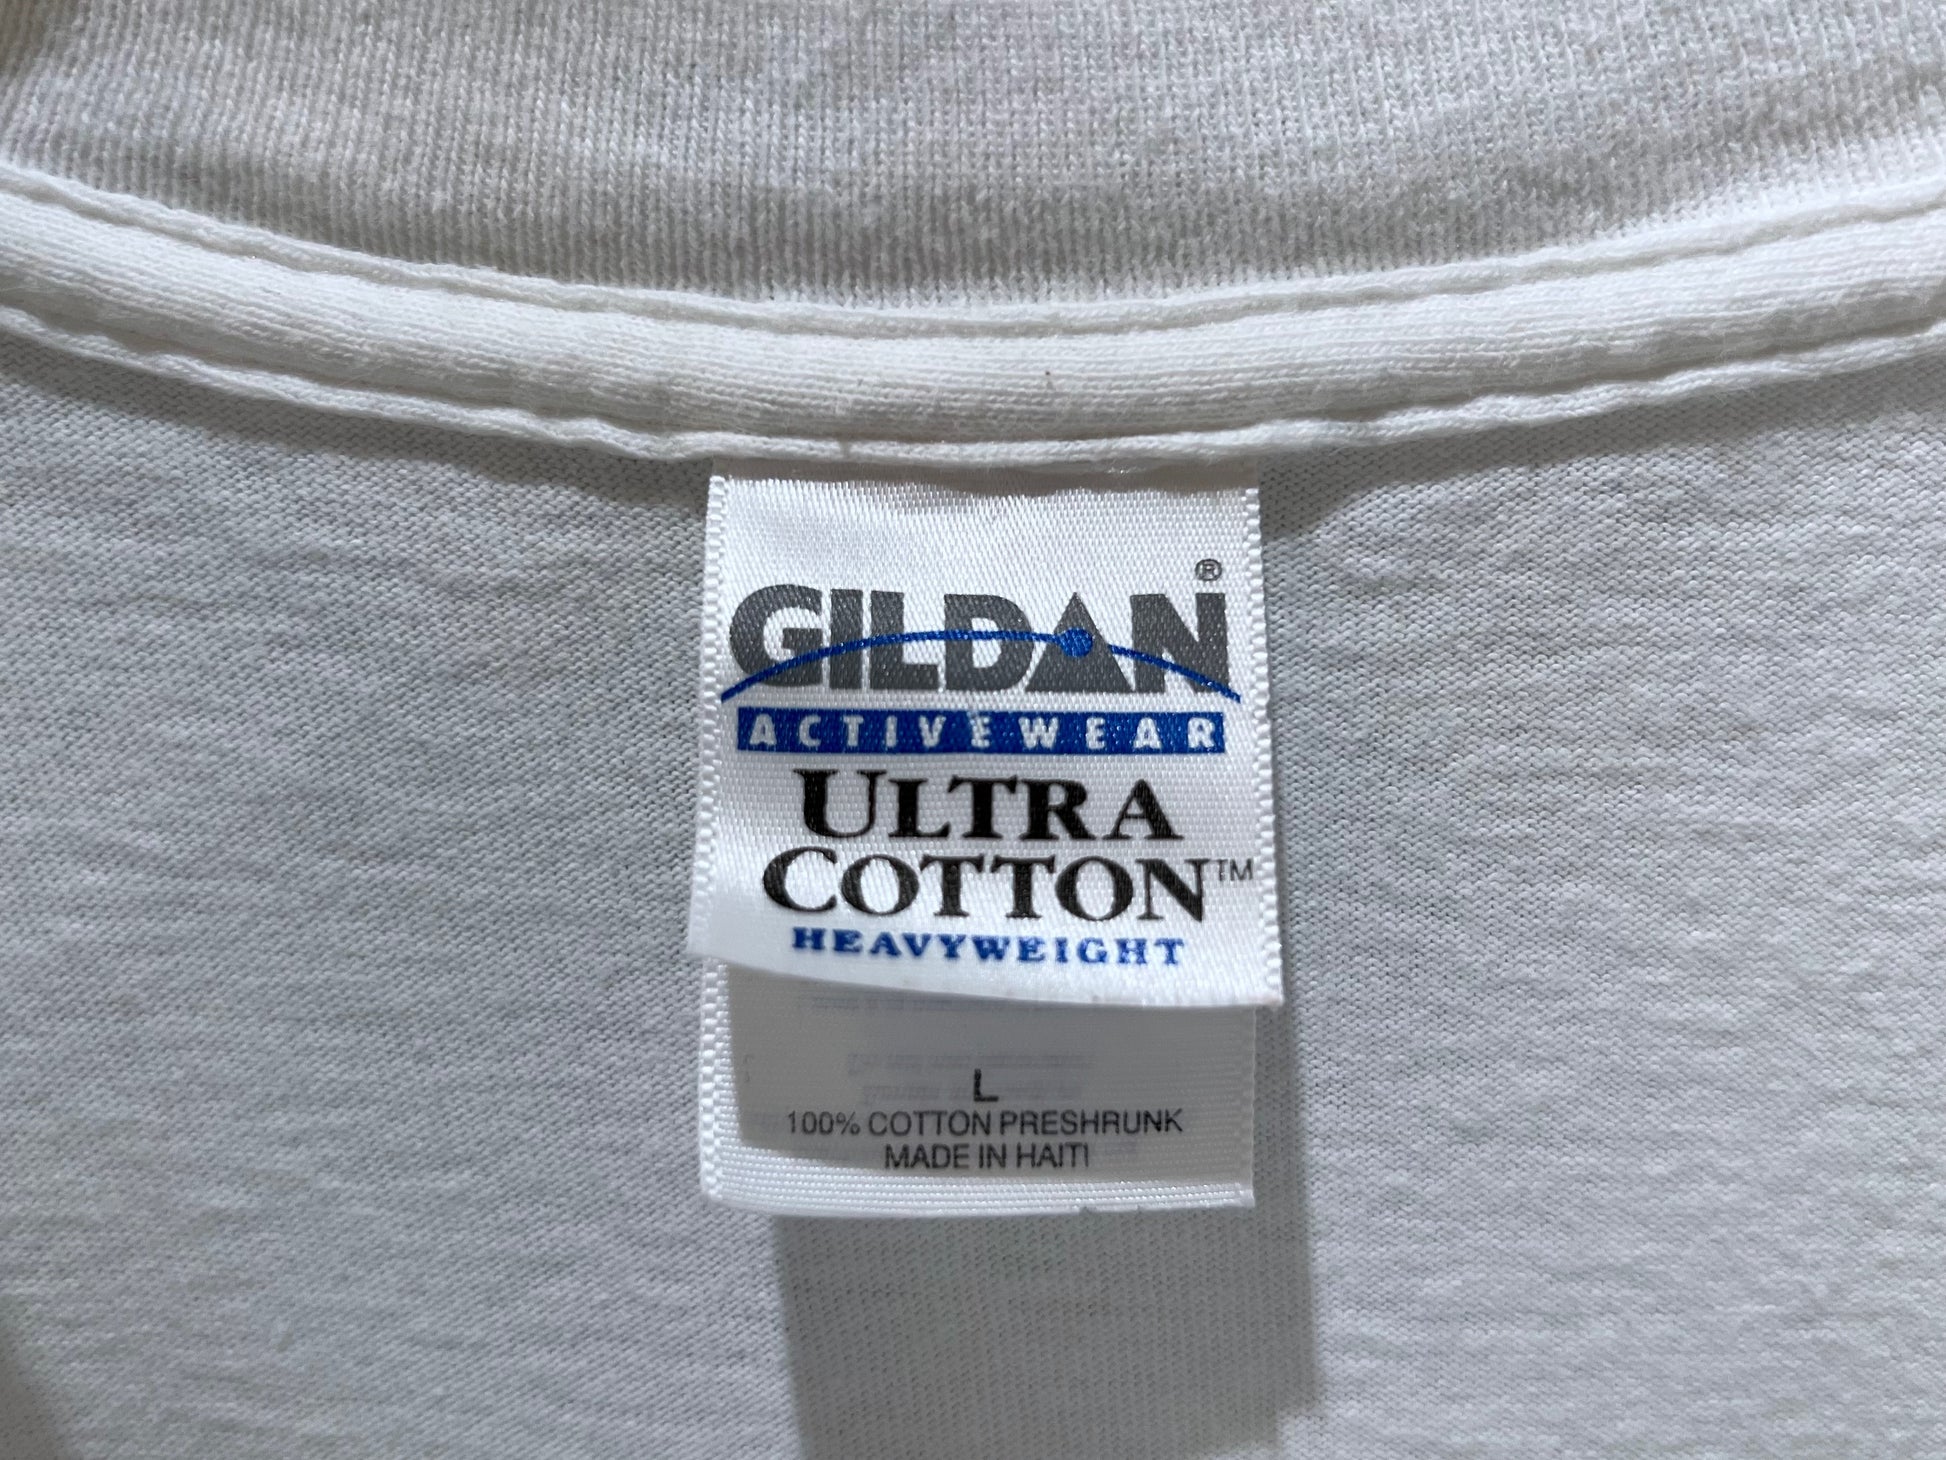 GILDAN®
ACTIVEWEAR
ULTRA
COTTON™
HEAVYWEIGHT
L
100% COTTON PRESHRUNK
MADE IN HAITI